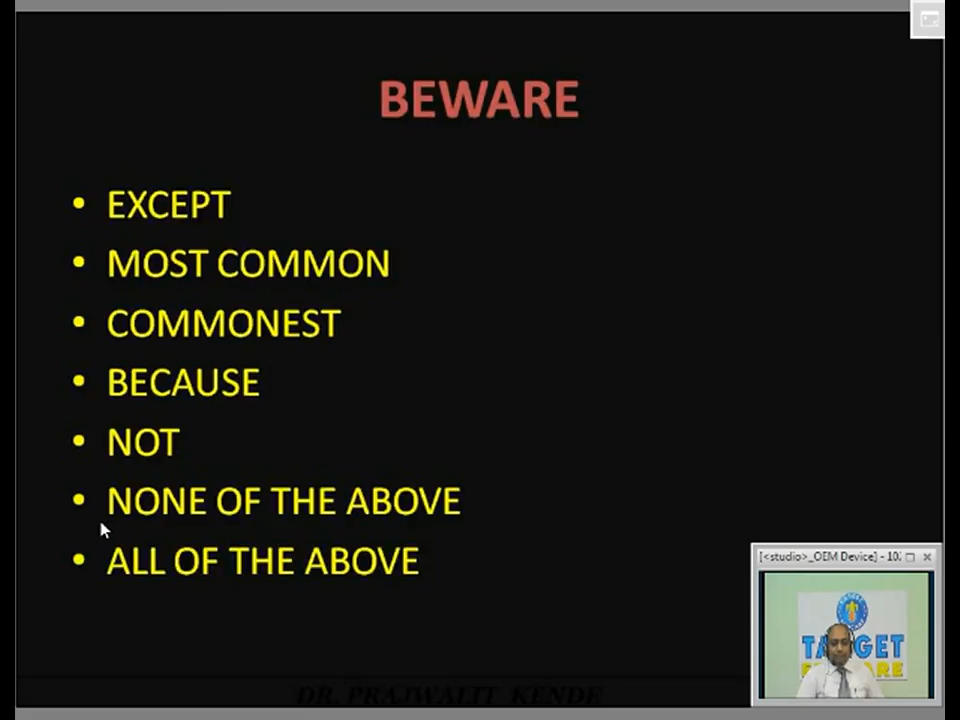 BEWARE
• EXCEPT
• MOST COMMON
• COMMONEST
• BECAUSE
• NOT
• NONE OF THE ABOVE
• ALL OF THE ABOVE
[<studio>_OEM Device] - 10
TARGET
DR. PRAJWALIT KENDE